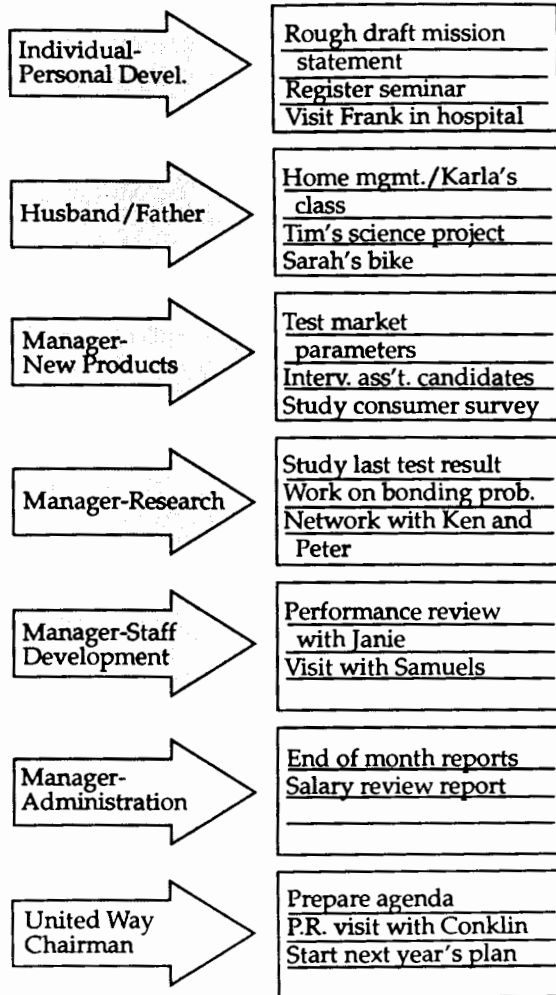 Individual-
Personal Devel.
Rough draft mission
statement
Register seminar
Visit Frank in hospital
Husband/Father
Home mgmt./Karla's
class
Tim's science project
Sarah's bike
Manager-
New Products
Test market
parameters
Interv. ass't. candidates
Study consumer survey
Manager-Research
Study last test result
Work on bonding prob.
Network with Ken and
Peter
Manager-Staff
Development
Performance review
with Janie
Visit with Samuels
Manager-
Administration
End of month reports
Salary review report
United Way
Chairman
Prepare agenda
P.R. visit with Conklin
Start next year's plan